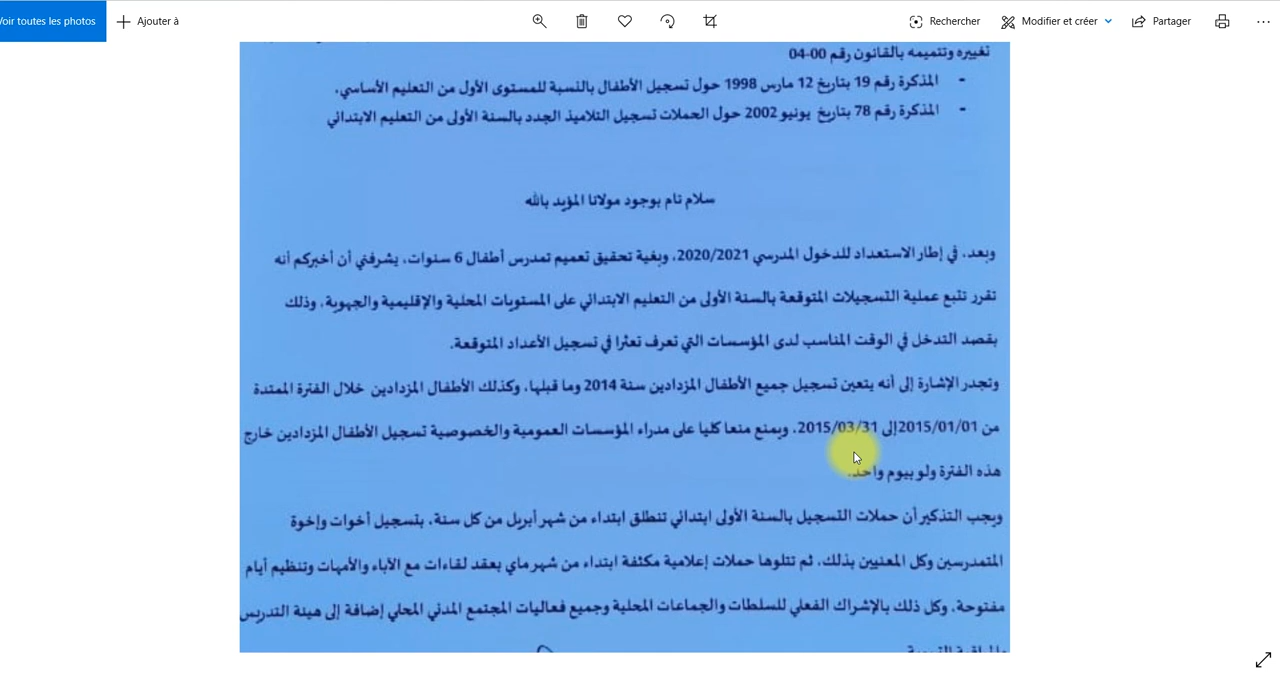 Voir toutes les photos
Ajouter à
Rechercher
Modifier et créer
Partager
تغييره وتتميمه بالقانون رقم 00-04
- المذكرة رقم 19 بتاريخ 12 مارس 1998 حول تسجيل الأطفال بالنسبة للمستوى الأول من التعليم الأساسي.
- المذكرة رقم 78 بتاريخ يونيو 2002 حول الحملات تسجيل التلاميذ الجدد بالسنة الأولى من التعليم الابتدائي
سلام تام بوجود مولانا المؤيد بالله
وبعد، في إطار الاستعداد للدخول المدرسي 2020/2021، وبغية تحقيق تعميم تمدرس أطفال 6 سنوات، يشرفني أن أخبركم أنه
تقرر تتبع عملية التسجيلات المتوقعة بالسنة الأولى من التعليم الابتدائي على المستويات المحلية والإقليمية والجهوية، وذلك
بقصد التدخل في الوقت المناسب لدى المؤسسات التي تعرف تعثرا في تسجيل الأعداد المتوقعة.
وتجدر الإشارة إلى أنه يتعين تسجيل جميع الأطفال المزدادين سنة 2014 وما قبلها، وكذلك الأطفال المزدادين خلال الفترة الممتدة
من 2015/01/01إلى 2015/03/31، ويمنع منعا كليا على مدراء المؤسسات العمومية والخصوصية تسجيل الأطفال المزدادين خارج
هذه الفترة ولو بيوم واحد.
ويجب التذكير أن حملات التسجيل بالسنة الأولى ابتدائي تنطلق ابتداء من شهر أبريل من كل سنة، بتسجيل أخوات وإخوة
المتمدرسين وكل المعنيين بذلك، ثم تتلوها حملات إعلامية مكثفة ابتداء من شهر ماي بعقد لقاءات مع الآباء والأمهات وتنظيم أيام
مفتوحة، وكل ذلك بالإشراك الفعلي للسلطات والجماعات المحلية وجميع فعاليات المجتمع المدني المحلي إضافة إلى هيئة التدريس